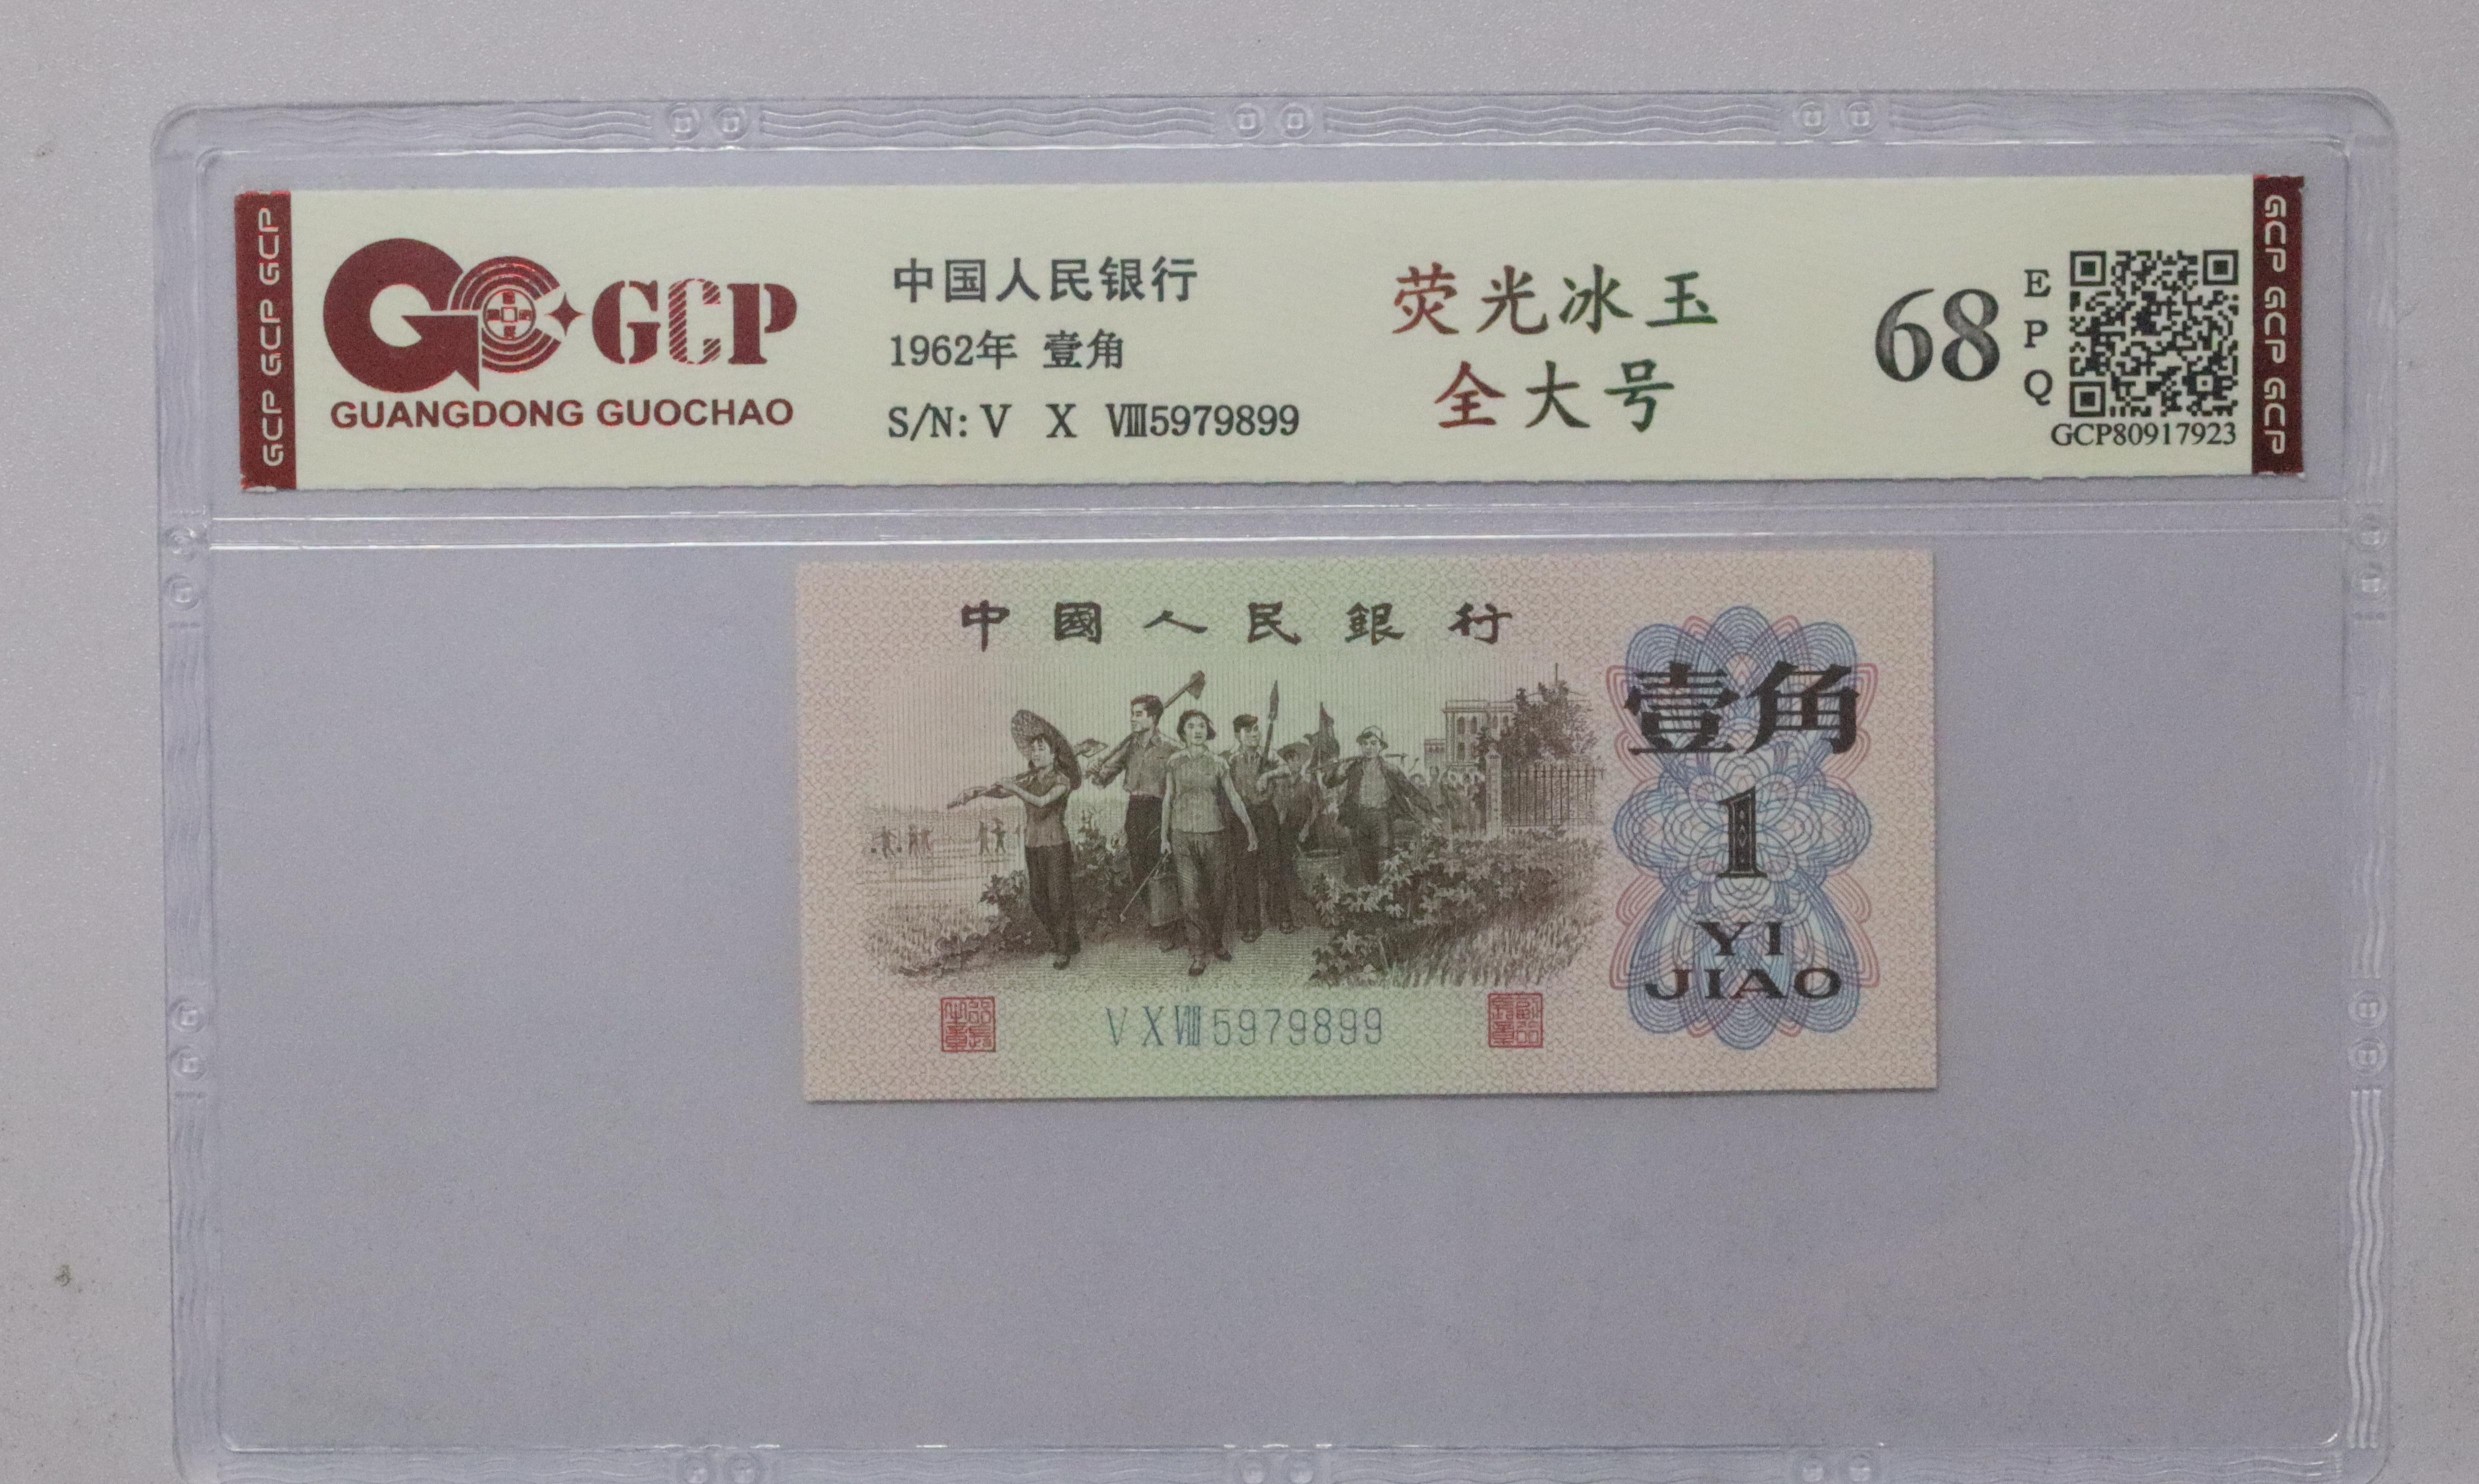 GCP GCP GCP
GCP
GUANGDONG GUOCHAO
中国人民银行
1962年 壹角
S/N: V X Ⅷ5979899
荧光冰玉
全大号
68
E
P
Q
GCP80917923
GCP GCP GCP
中國人民銀行
壹角
1
YI
JIAO
V X Ⅷ 5979899